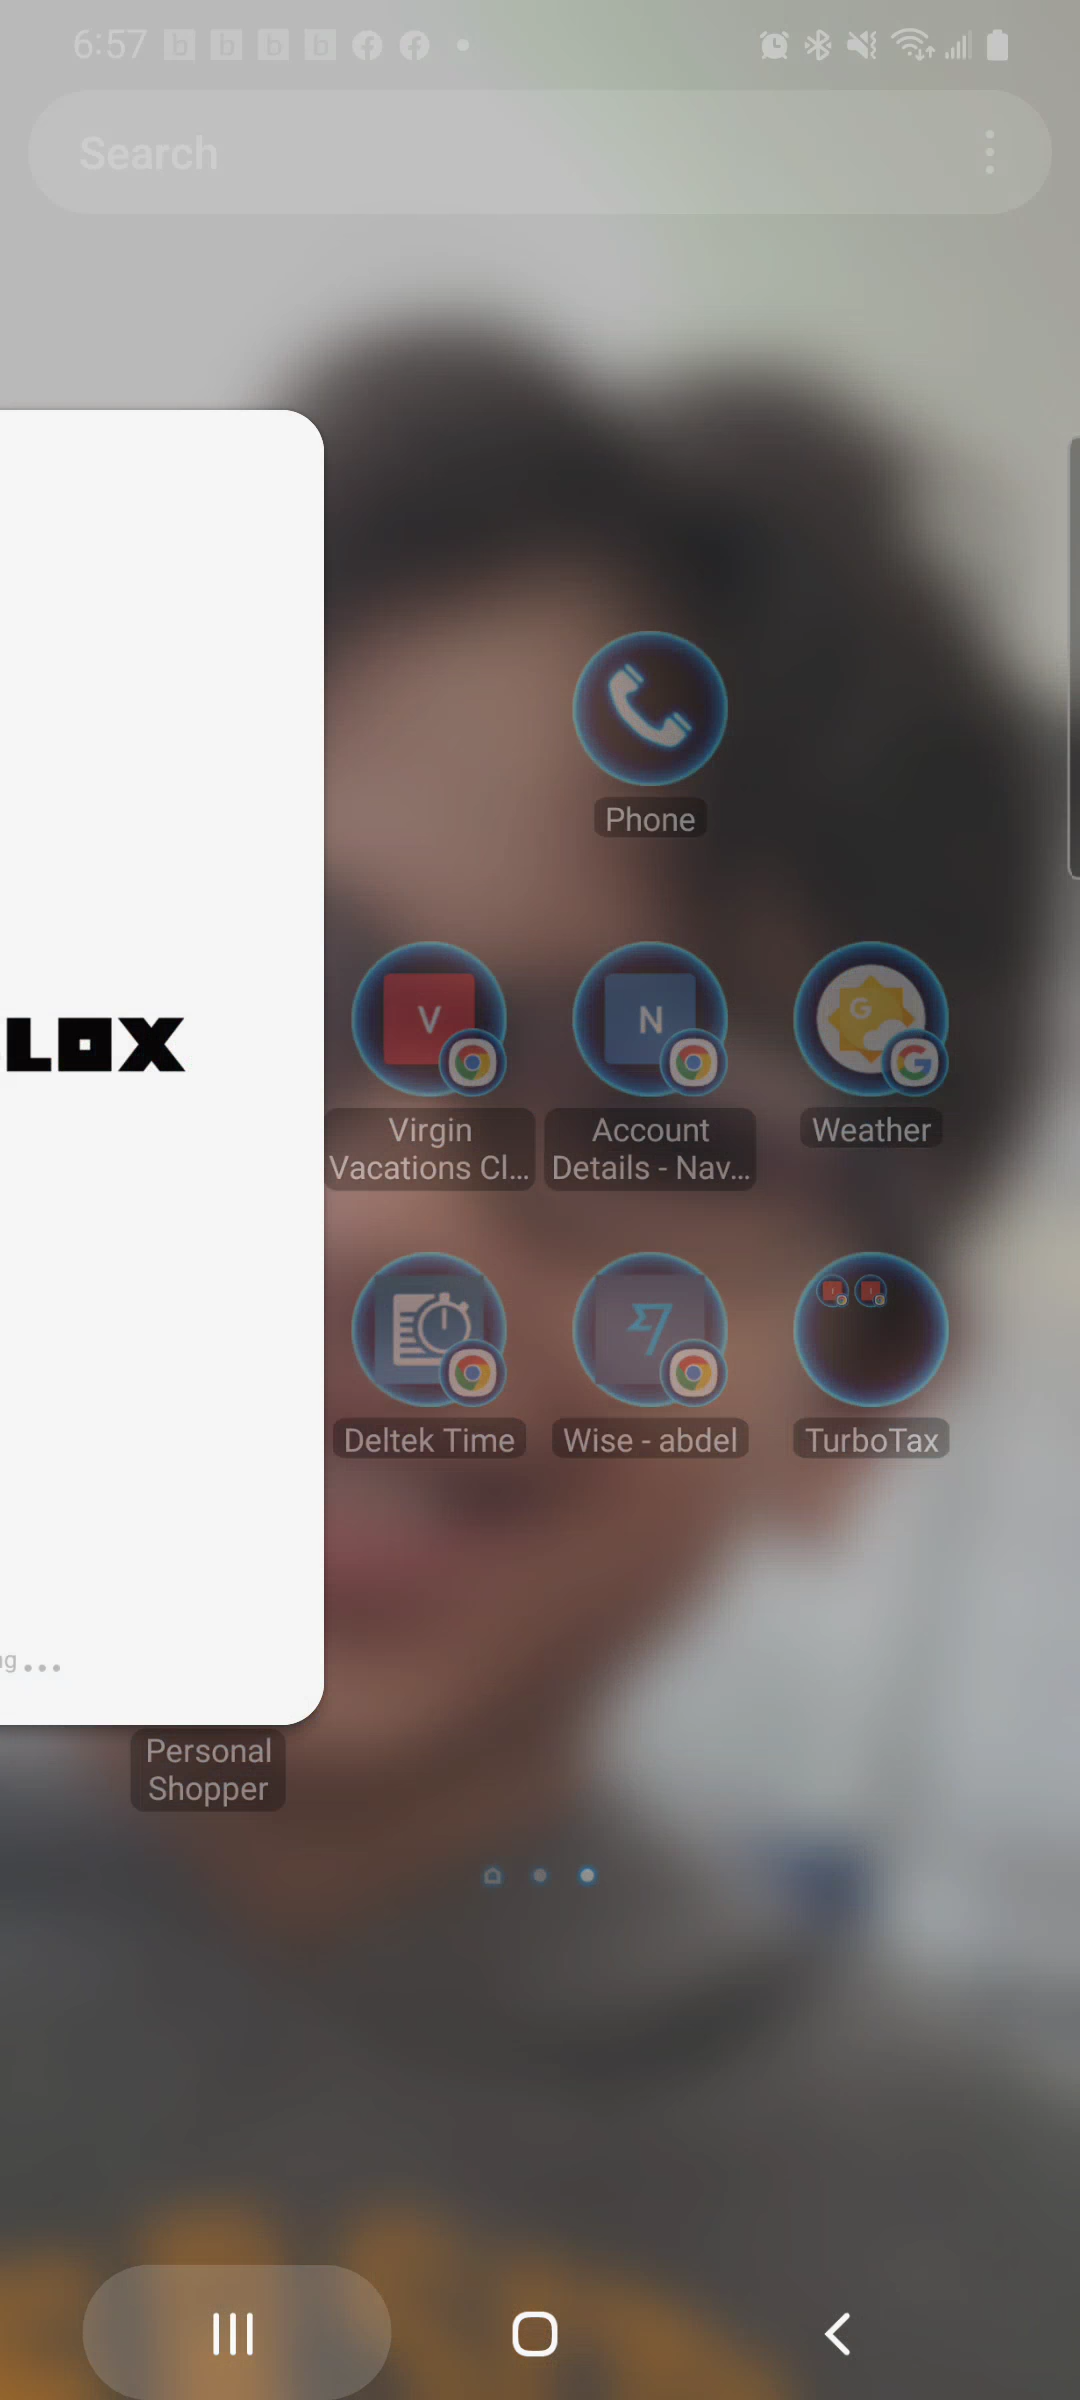 6:57
Search
LOX
Phone
V
N
G
Virgin
Vacations Cl...
Account
Details - Nav...
Weather
Deltek Time
Wise - abdel
TurboTax
ng...
Personal
Shopper